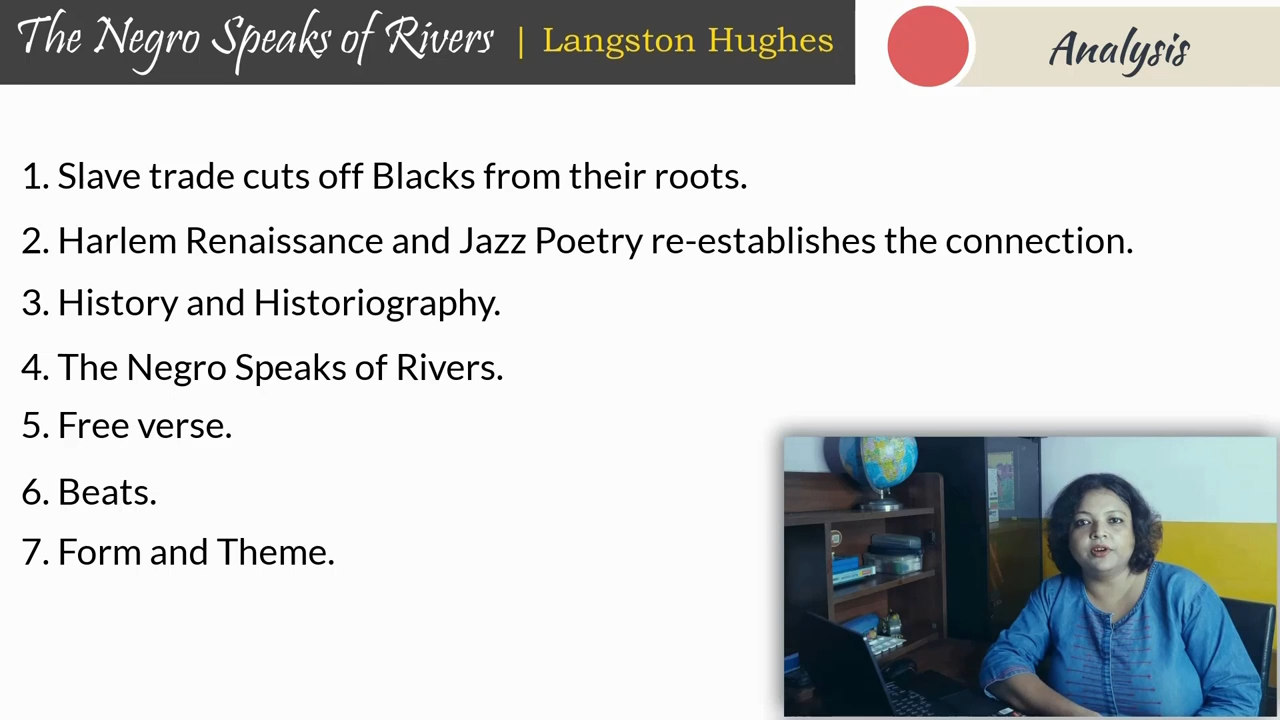 The Negro Speaks of Rivers | Langston Hughes
Analysis
1. Slave trade cuts off Blacks from their roots.
2. Harlem Renaissance and Jazz Poetry re-establishes the connection.
3. History and Historiography.
4. The Negro Speaks of Rivers.
5. Free verse.
6. Beats.
7. Form and Theme.